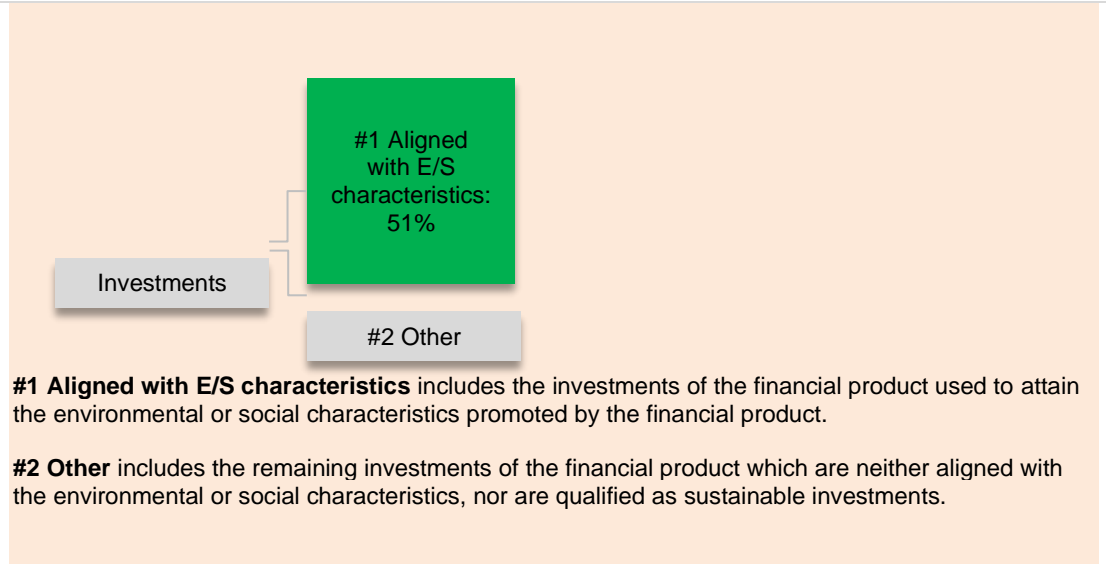 #1 Aligned
with E/S
characteristics:
51%
Investments
#2 Other
#1 Aligned with E/S characteristics includes the investments of the financial product used to attain
the environmental or social characteristics promoted by the financial product.
#2 Other includes the remaining investments of the financial product which are neither aligned with
the environmental or social characteristics, nor are qualified as sustainable investments.